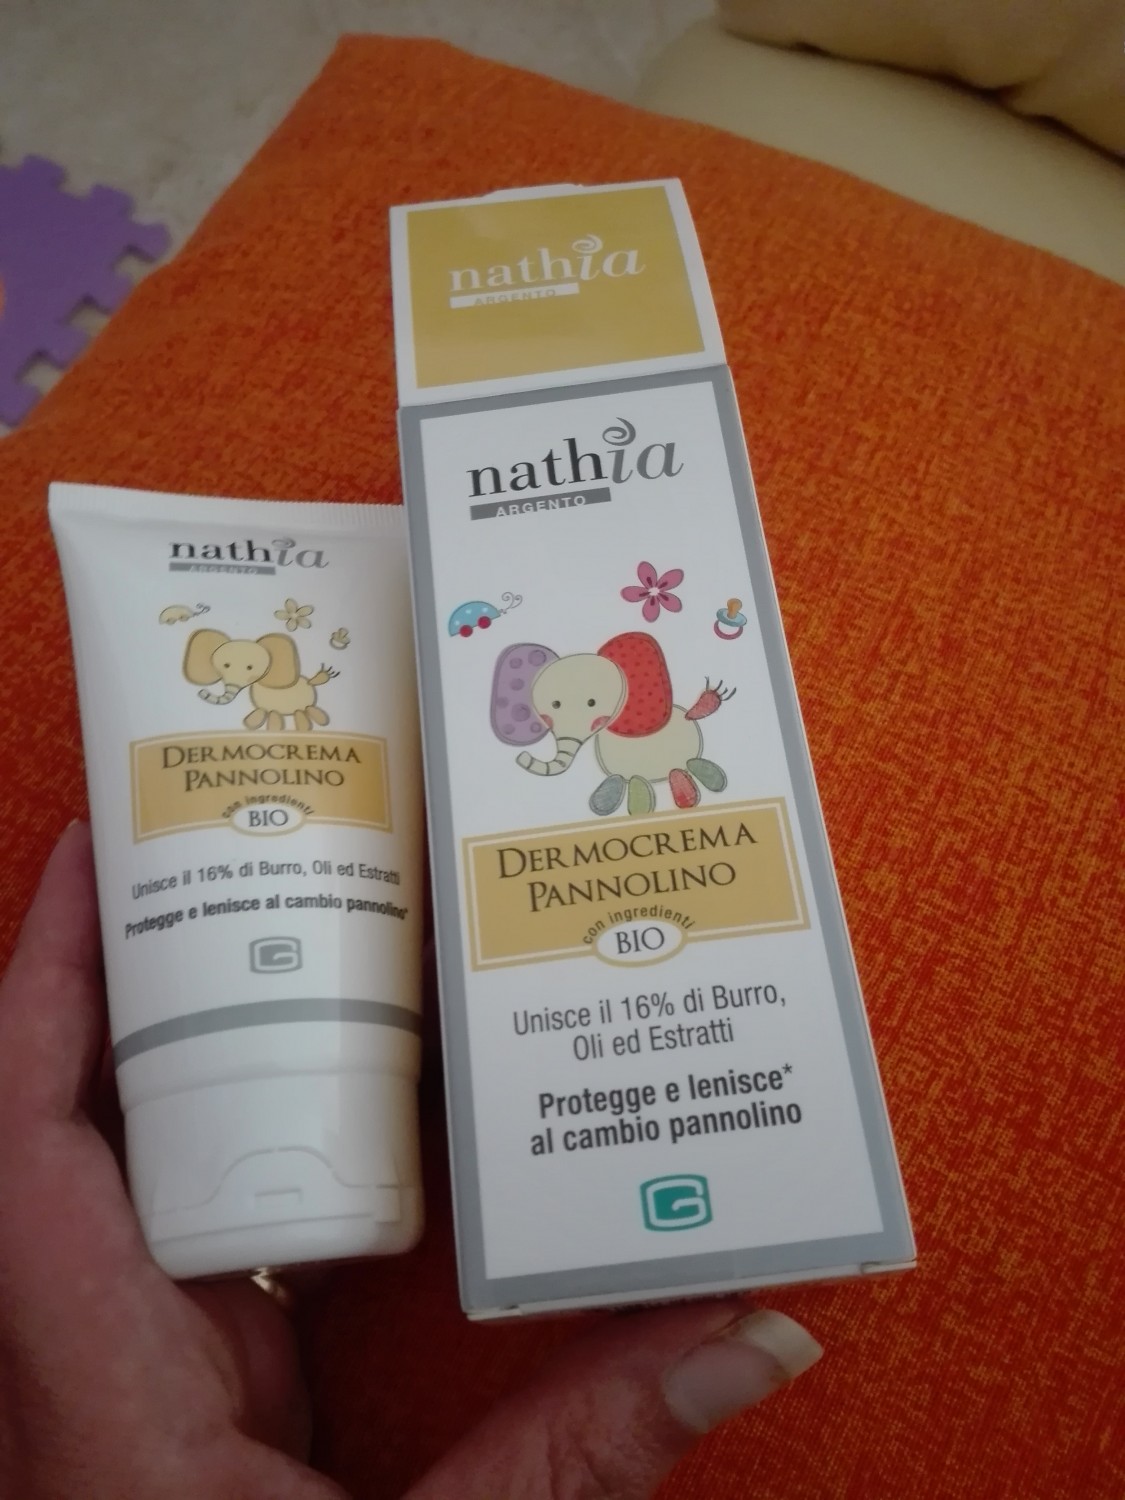 nathia
ARGENTO
nathia
ARGENTO
DERMOCREMA
PANNOLINO
con ingredienti
BIO
Unisce il 16% di Burro,
Oli ed Estratti
Protegge e lenisce*
al cambio pannolino
G
nathia
ARGENTO
DERMOCREMA
PANNOLINO
con ingredienti
BIO
Unisce il 16% di Burro, Oli ed Estratti
Protegge e lenisce al cambio pannolino*
G